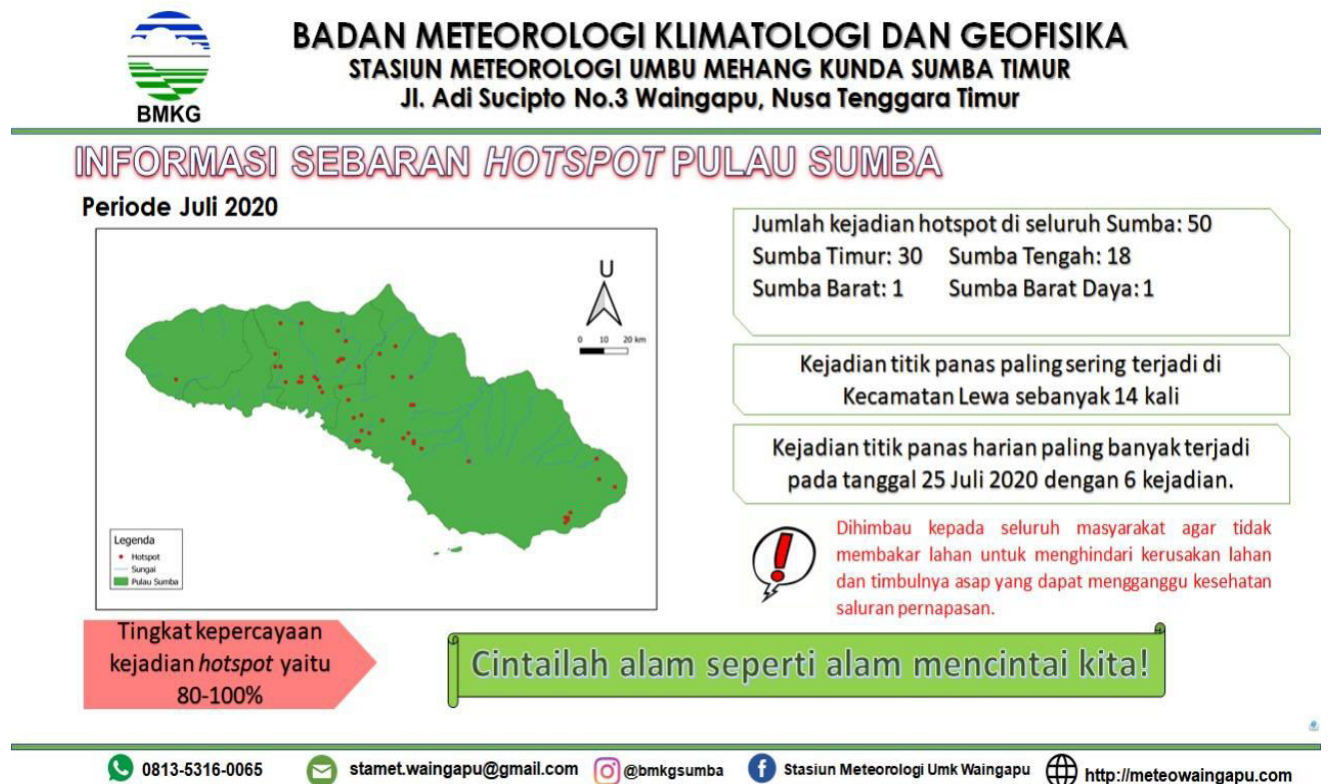 BADAN METEOROLOGI KLIMATOLOGI DAN GEOFISIKA
STASIUN METEOROLOGI UMBU MEHANG KUNDA SUMBA TIMUR
Jl. Adi Sucipto No.3 Waingapu, Nusa Tenggara Timur
BMKG
INFORMASI SEBARAN HOTSPOT PULAU SUMBA
Periode Juli 2020
U
0 10 20 km
Legenda
Hotspot
Sungai
Pulau Sumba
Jumlah kejadian hotspot di seluruh Sumba: 50
Sumba Timur: 30 Sumba Tengah: 18
Sumba Barat: 1 Sumba Barat Daya: 1
Kejadian titik panas paling sering terjadi di
Kecamatan Lewa sebanyak 14 kali
Kejadian titik panas harian paling banyak terjadi
pada tanggal 25 Juli 2020 dengan 6 kejadian.
Dihimbau kepada seluruh masyarakat agar tidak
membakar lahan untuk menghindari kerusakan lahan
dan timbulnya asap yang dapat mengganggu kesehatan
saluran pernapasan.
Tingkat kepercayaan
kejadian hotspot yaitu
80-100%
Cintailah alam seperti alam mencintai kita!
0813-5316-0065 stamet.waingapu@gmail.com @bmkgsumba Stasiun Meteorologi Umk Waingapu http://meteowaingapu.com